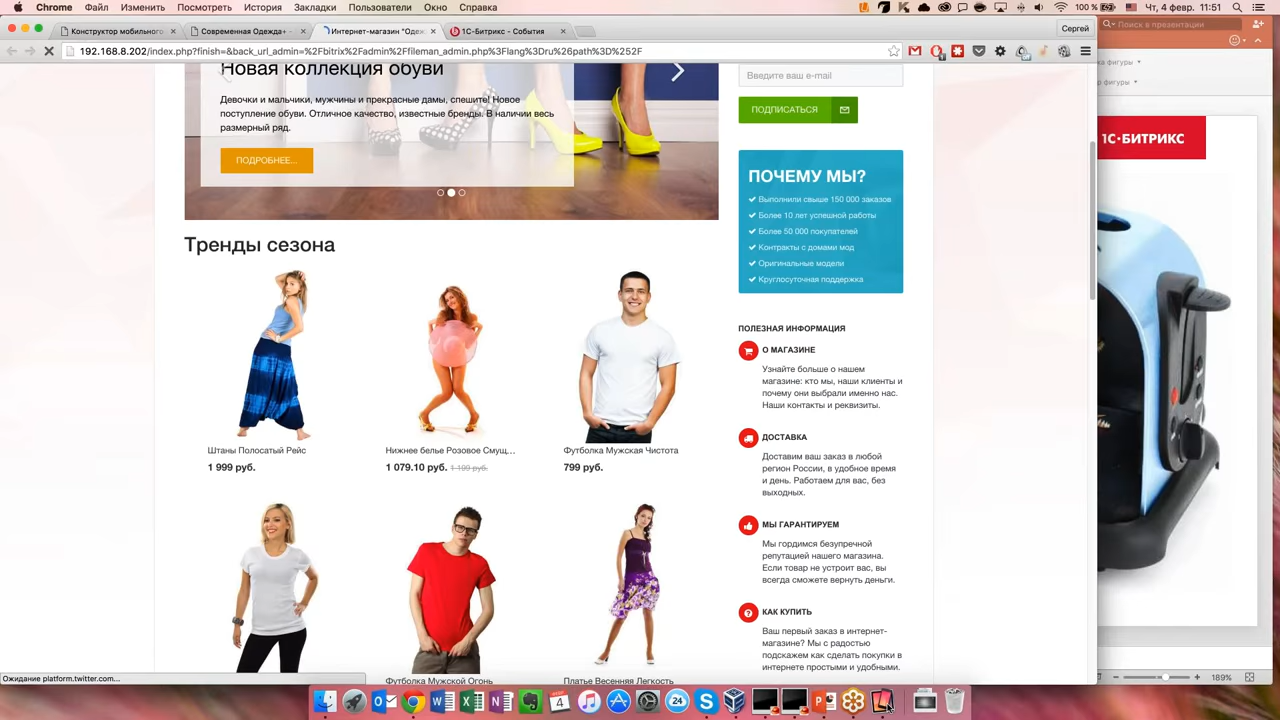 Chrome Файл Изменить Посмотреть История Закладки Пользователи Окно Справка
100 % Чт, 4 февр. 11:51
Конструктор мобильного
Современная Одежда+
Интернет-магазин "Одеж
1С-Битрикс - События
Сергей
Поиск в презентации
192.168.8.202/index.php?finish=&back_url_admin=%2Fbitrix%2Fadmin%2Ffileman_admin.php%3Flang%3Dru%26path%3D%252F
ка фигуры
р фигуры
1С·БИТРИКС
Новая коллекция обуви
Девочки и мальчики, мужчины и прекрасные дамы, спешите! Новое
поступление обуви. Отличное качество, известные бренды. В наличии весь
размерный ряд.
ПОДРОБНЕЕ...
Введите ваш e-mail
ПОДПИСАТЬСЯ
ПОЧЕМУ МЫ?
Выполнили свыше 150 000 заказов
Более 10 лет успешной работы
Более 50 000 покупателей
Контракты с домами мод
Оригинальные модели
Круглосуточная поддержка
Тренды сезона
Штаны Полосатый Рейс
1 999 руб.
Нижнее белье Розовое Смущ...
1 079.10 руб. 1 199 руб.
Футболка Мужская Чистота
799 руб.
Футболка Мужской Огонь
Платье Весенняя Легкость
ПОЛЕЗНАЯ ИНФОРМАЦИЯ
О МАГАЗИНЕ
Узнайте больше о нашем
магазине: кто мы, наши клиенты и
почему они выбрали именно нас.
Наши контакты и реквизиты.
ДОСТАВКА
Доставим ваш заказ в любой
регион России, в удобное время
и день. Работаем для вас, без
выходных.
МЫ ГАРАНТИРУЕМ
Мы гордимся безупречной
репутацией нашего магазина.
Если товар не устроит вас, вы
всегда сможете вернуть деньги.
КАК КУПИТЬ
Ваш первый заказ в интернет-
магазине? Мы с радостью
подскажем как сделать покупки в
интернете простыми и удобными.
Ожидание platform.twitter.com...
189%